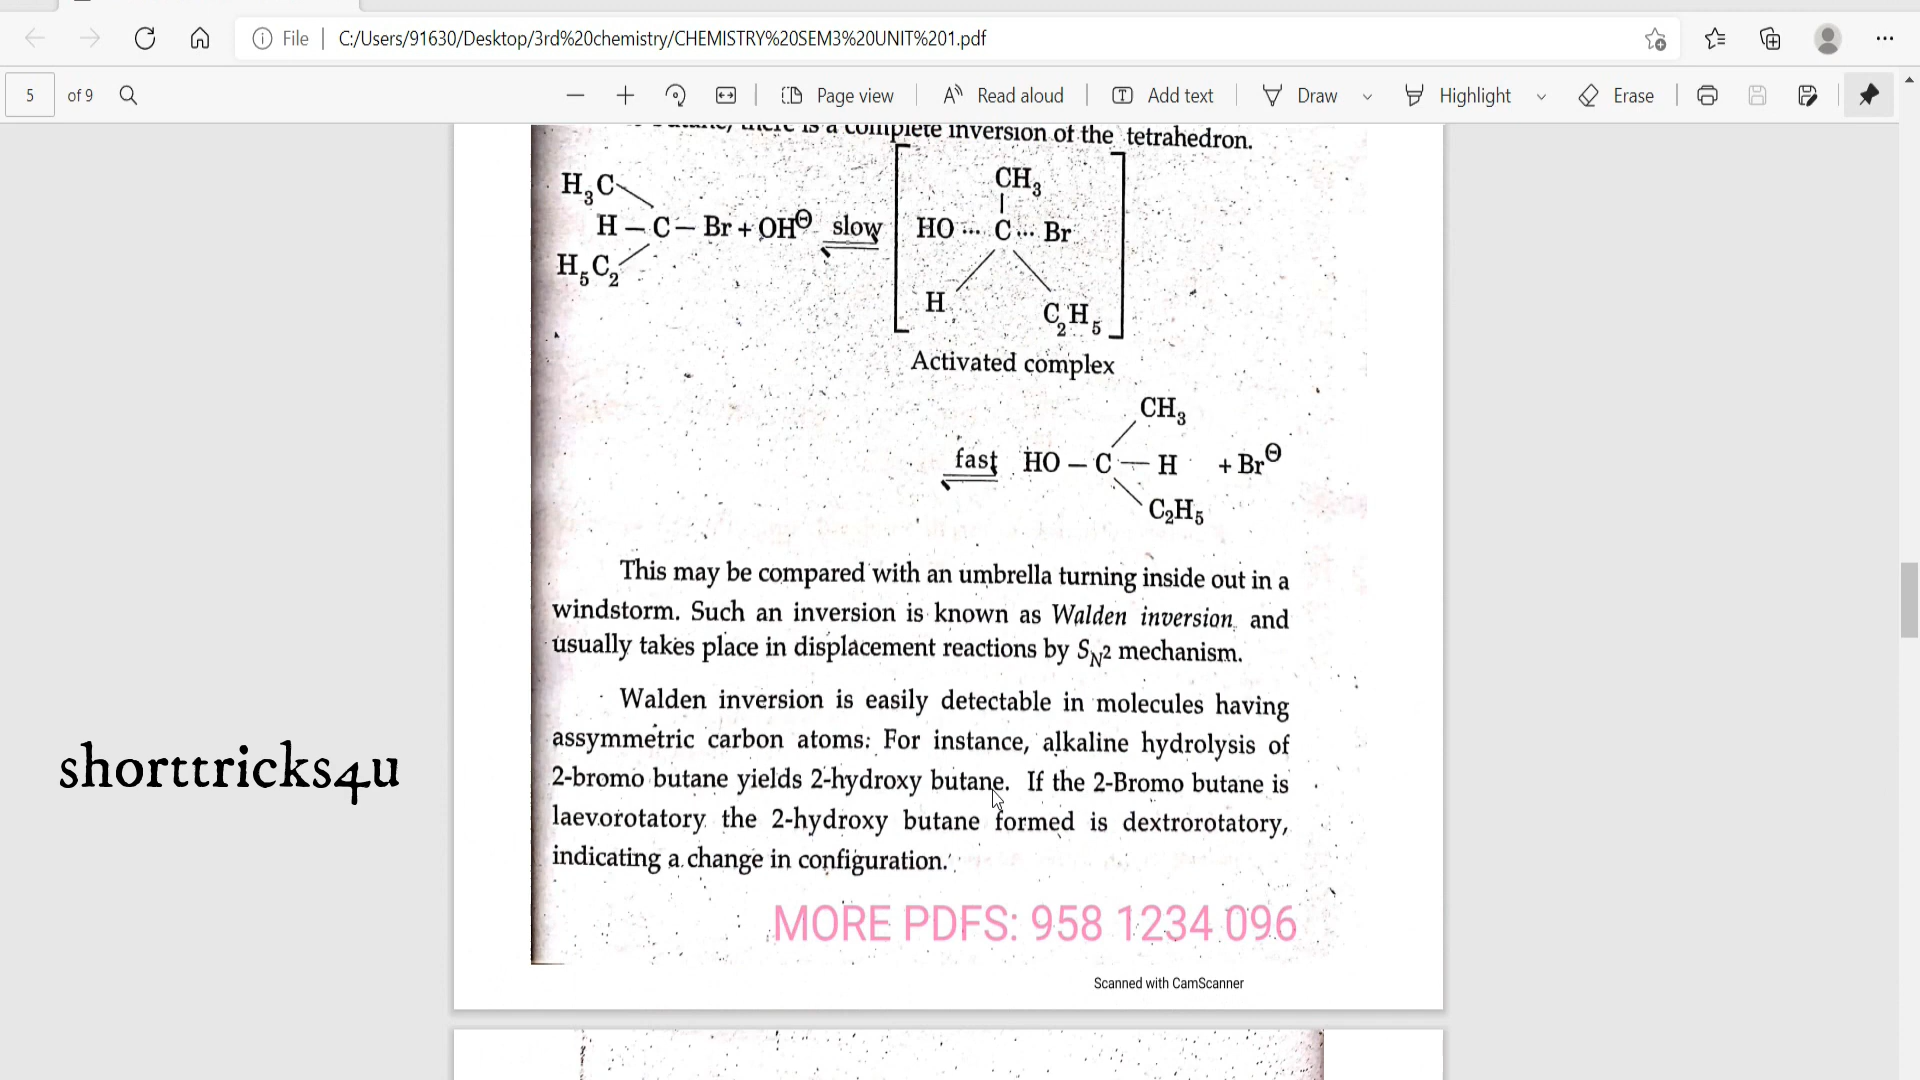 File C:/Users/91630/Desktop/3rd%20chemistry/CHEMISTRY%20SEM3%20UNIT%201.pdf
5 of 9 Page view Read aloud Add text Draw Highlight Erase
there is a complete inversion of the tetrahedron.
H3C
H – C – Br + OH⊖ slow
H5C2
CH3
HO ... C ... Br
H
C2H5
Activated complex
CH3
fast HO – C — H + Br⊖
C2H5
This may be compared with an umbrella turning inside out in a
windstorm. Such an inversion is known as Walden inversion and
usually takes place in displacement reactions by SN2 mechanism.
Walden inversion is easily detectable in molecules having
assymmetric carbon atoms: For instance, alkaline hydrolysis of
2-bromo butane yields 2-hydroxy butane. If the 2-Bromo butane is
laevorotatory the 2-hydroxy butane formed is dextrorotatory,
indicating a change in configuration.
shorttricks4u
MORE PDFS: 958 1234 096
Scanned with CamScanner